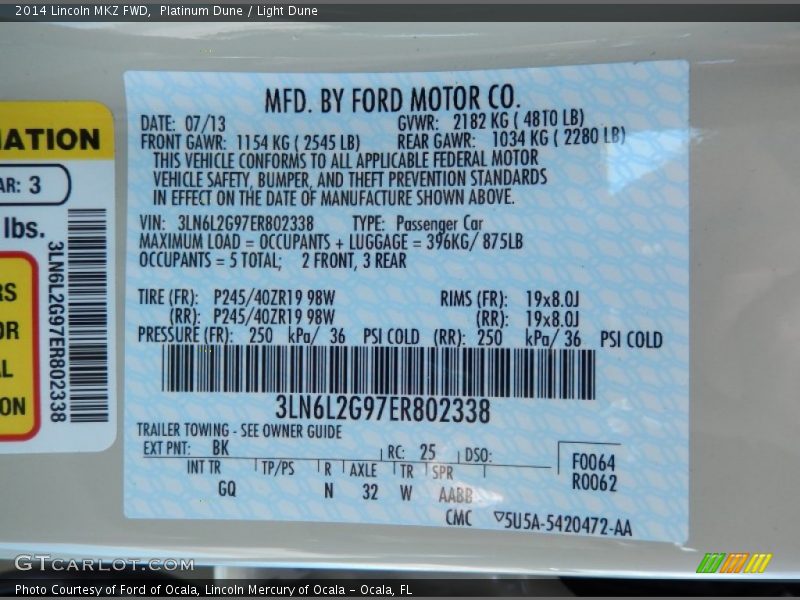 2014 Lincoln MKZ FWD, Platinum Dune / Light Dune
MATION
AR: 3
lbs.
RS
OR
L
ON
3LN6L2G97ER802338
MFD. BY FORD MOTOR CO.
DATE: 07/13 GVWR: 2182 KG ( 4810 LB)
FRONT GAWR: 1154 KG ( 2545 LB) REAR GAWR: 1034 KG ( 2280 LB)
THIS VEHICLE CONFORMS TO ALL APPLICABLE FEDERAL MOTOR
VEHICLE SAFETY, BUMPER, AND THEFT PREVENTION STANDARDS
IN EFFECT ON THE DATE OF MANUFACTURE SHOWN ABOVE.
VIN: 3LN6L2G97ER802338 TYPE: Passenger Car
MAXIMUM LOAD = OCCUPANTS + LUGGAGE = 396KG/ 875LB
OCCUPANTS = 5 TOTAL; 2 FRONT, 3 REAR
TIRE (FR): P245/40ZR19 98W RIMS (FR): 19x8.0J
(RR): P245/40ZR19 98W (RR): 19x8.0J
PRESSURE (FR): 250 kPa/ 36 PSI COLD (RR): 250 kPa/ 36 PSI COLD
3LN6L2G97ER802338
TRAILER TOWING - SEE OWNER GUIDE
EXT PNT: BK RC: 25 DSO:
INT TR TP/PS R AXLE TR SPR
GQ N 32 W AABB
F0064
R0062
CMC ▽5U5A-5420472-AA
GTCARLOT.COM
Photo Courtesy of Ford of Ocala, Lincoln Mercury of Ocala – Ocala, FL